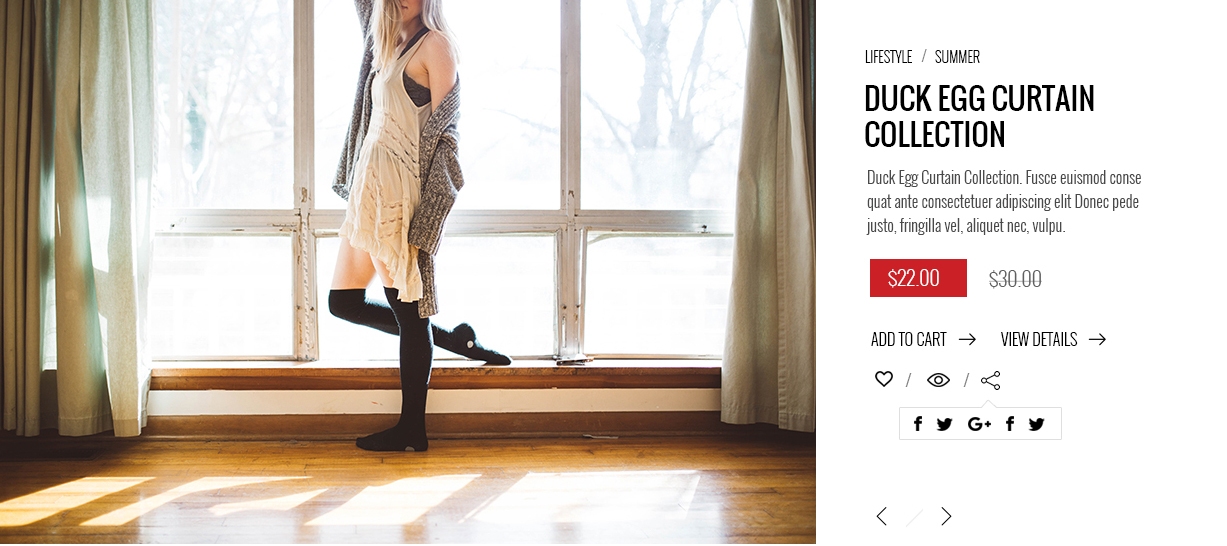 LIFESTYLE / SUMMER
DUCK EGG CURTAIN
COLLECTION
Duck Egg Curtain Collection. Fusce euismod conse
quat ante consectetuer adipiscing elit Donec pede
justo, fringilla vel, aliquet nec, vulpu.
$22.00 $30.00
ADD TO CART → VIEW DETAILS →